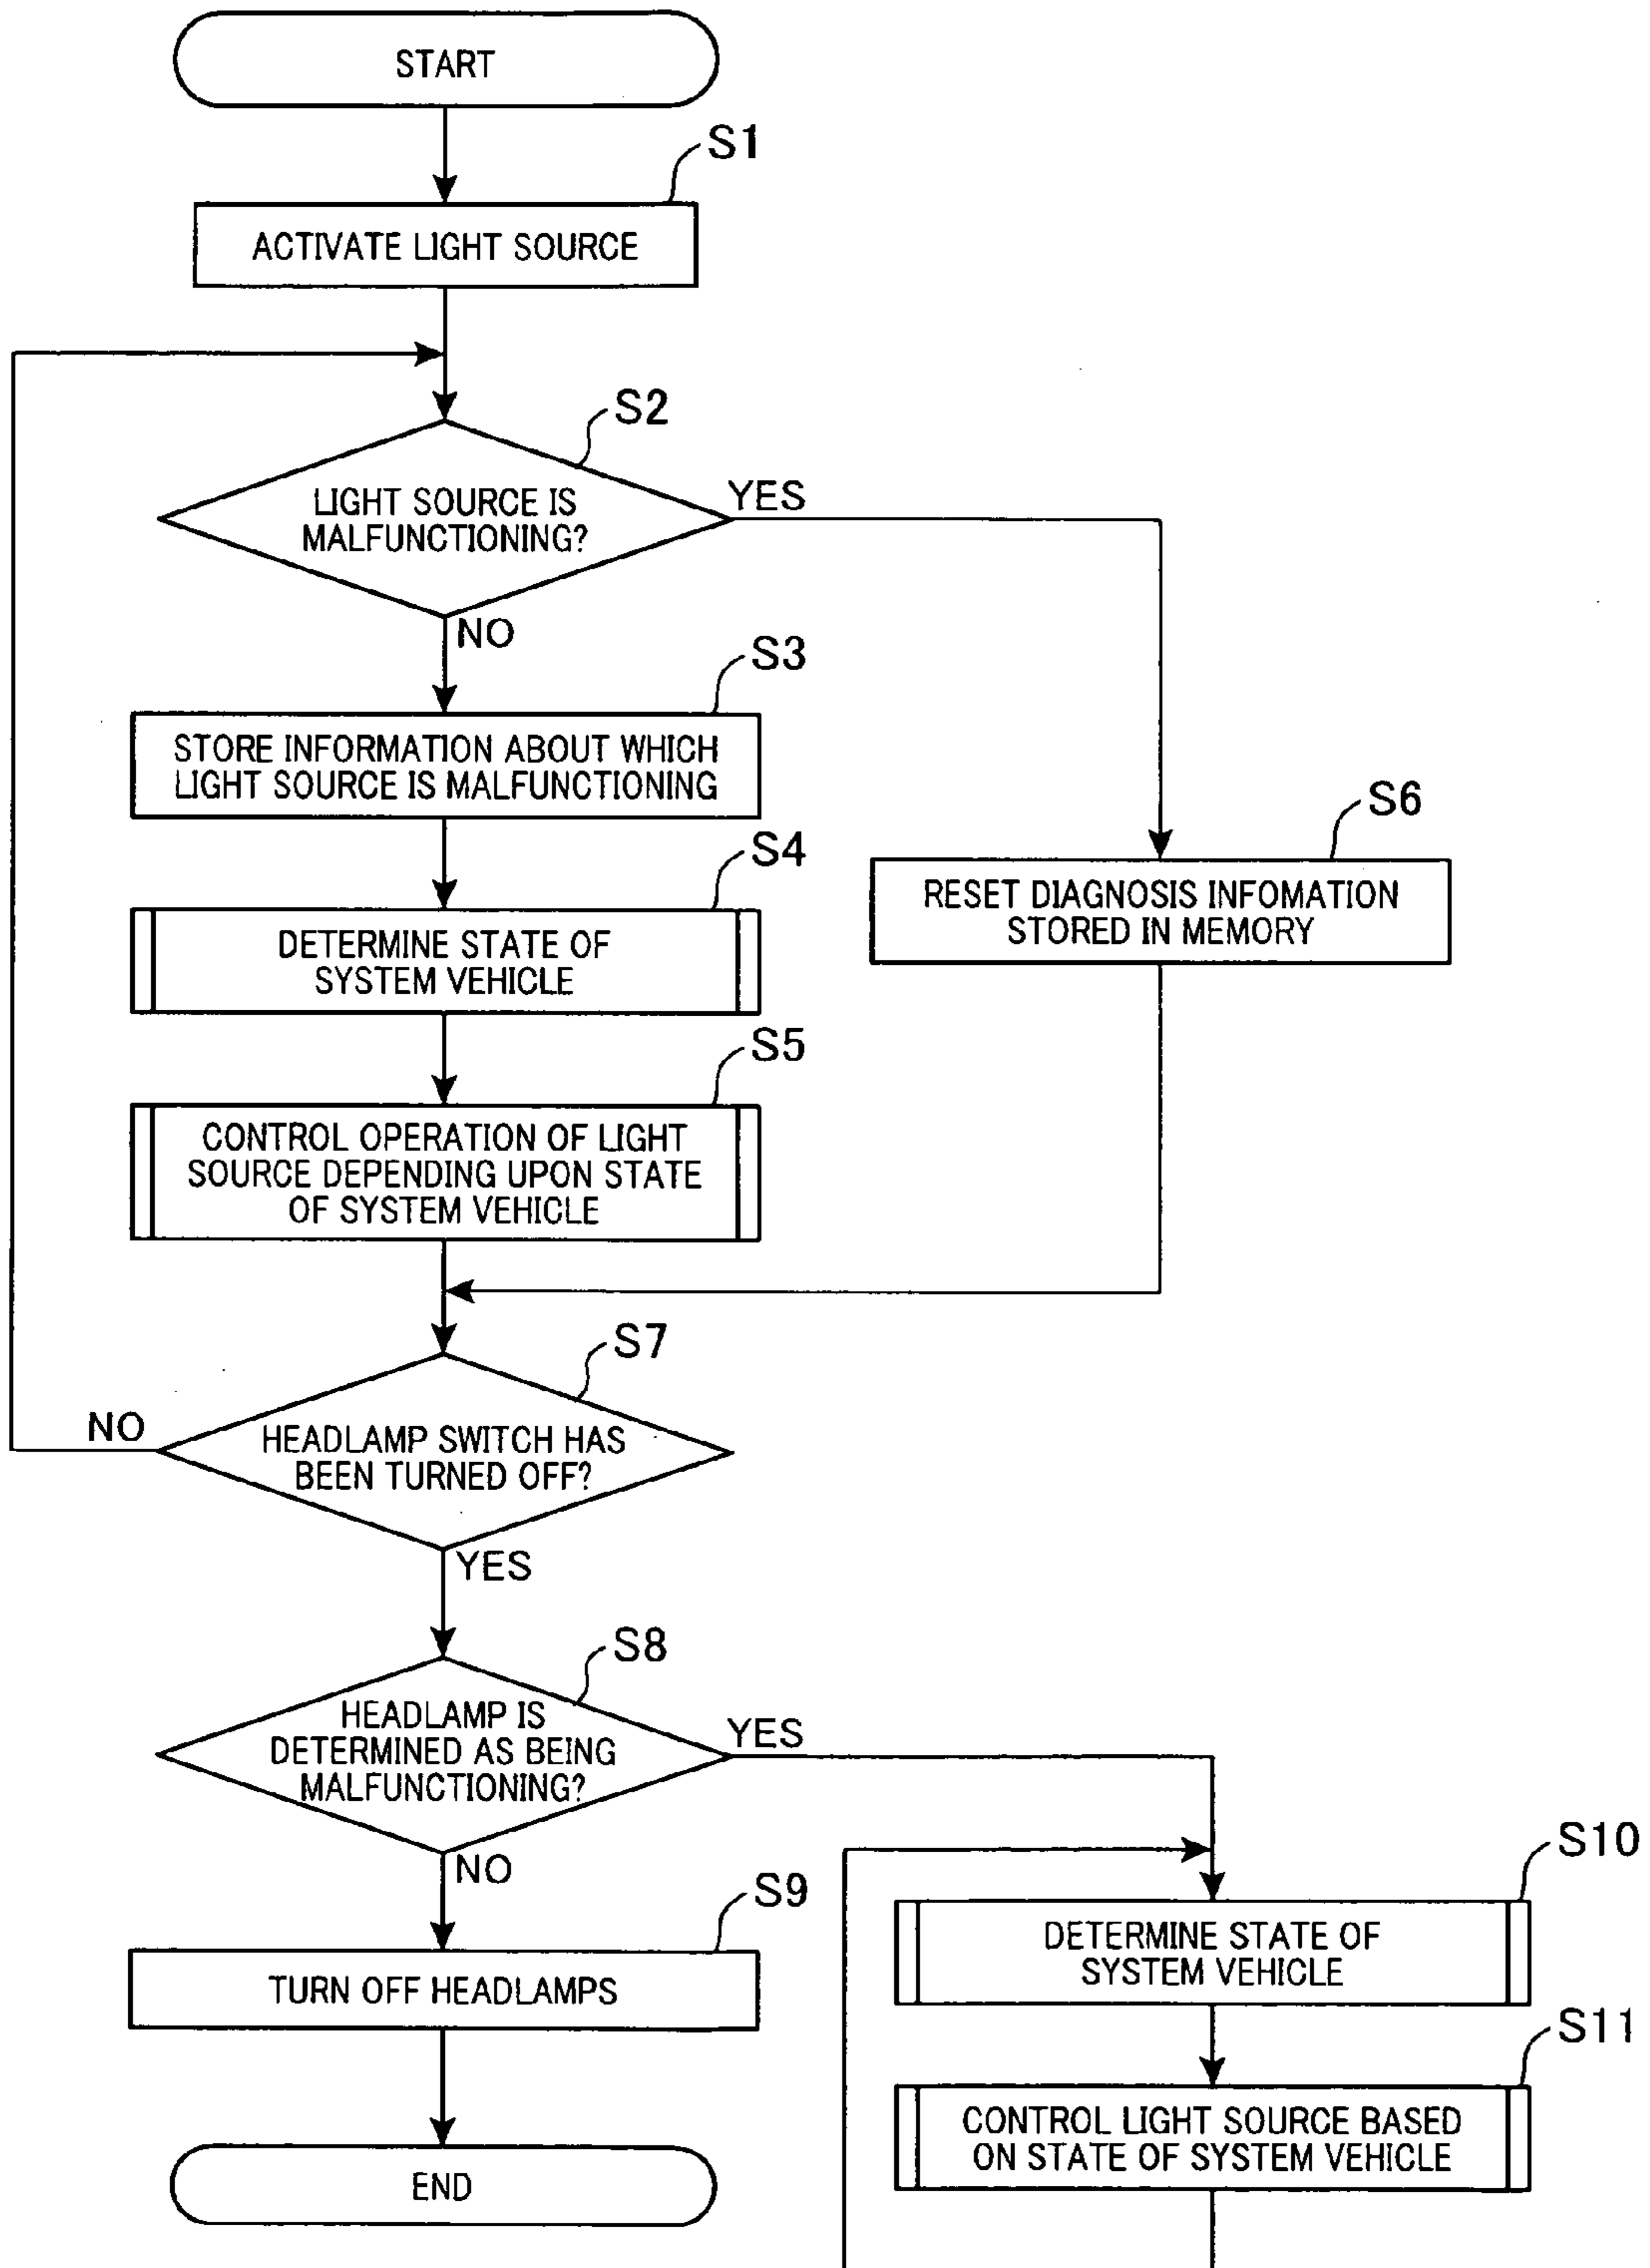 START
S1
ACTIVATE LIGHT SOURCE
S2
LIGHT SOURCE IS
MALFUNCTIONING?
YES
NO
S3
STORE INFORMATION ABOUT WHICH
LIGHT SOURCE IS MALFUNCTIONING
S4
DETERMINE STATE OF
SYSTEM VEHICLE
S6
RESET DIAGNOSIS INFOMATION
STORED IN MEMORY
S5
CONTROL OPERATION OF LIGHT
SOURCE DEPENDING UPON STATE
OF SYSTEM VEHICLE
S7
HEADLAMP SWITCH HAS
BEEN TURNED OFF?
NO
YES
S8
HEADLAMP IS
DETERMINED AS BEING
MALFUNCTIONING?
YES
NO
S9
TURN OFF HEADLAMPS
END
S10
DETERMINE STATE OF
SYSTEM VEHICLE
S11
CONTROL LIGHT SOURCE BASED
ON STATE OF SYSTEM VEHICLE